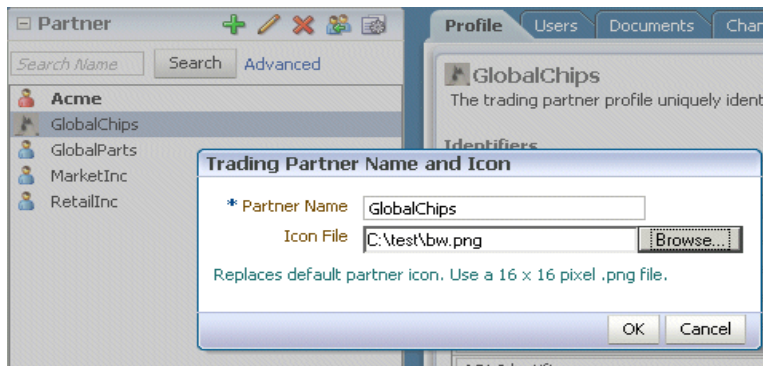 Partner
Search Name Search Advanced
Acme
GlobalChips
GlobalParts
MarketInc
RetailInc
Profile Users Documents Chan
GlobalChips
The trading partner profile uniquely ident
Identifiers
Trading Partner Name and Icon
* Partner Name GlobalChips
Icon File C:\test\bw.png Browse...
Replaces default partner icon. Use a 16 x 16 pixel .png file.
OK Cancel